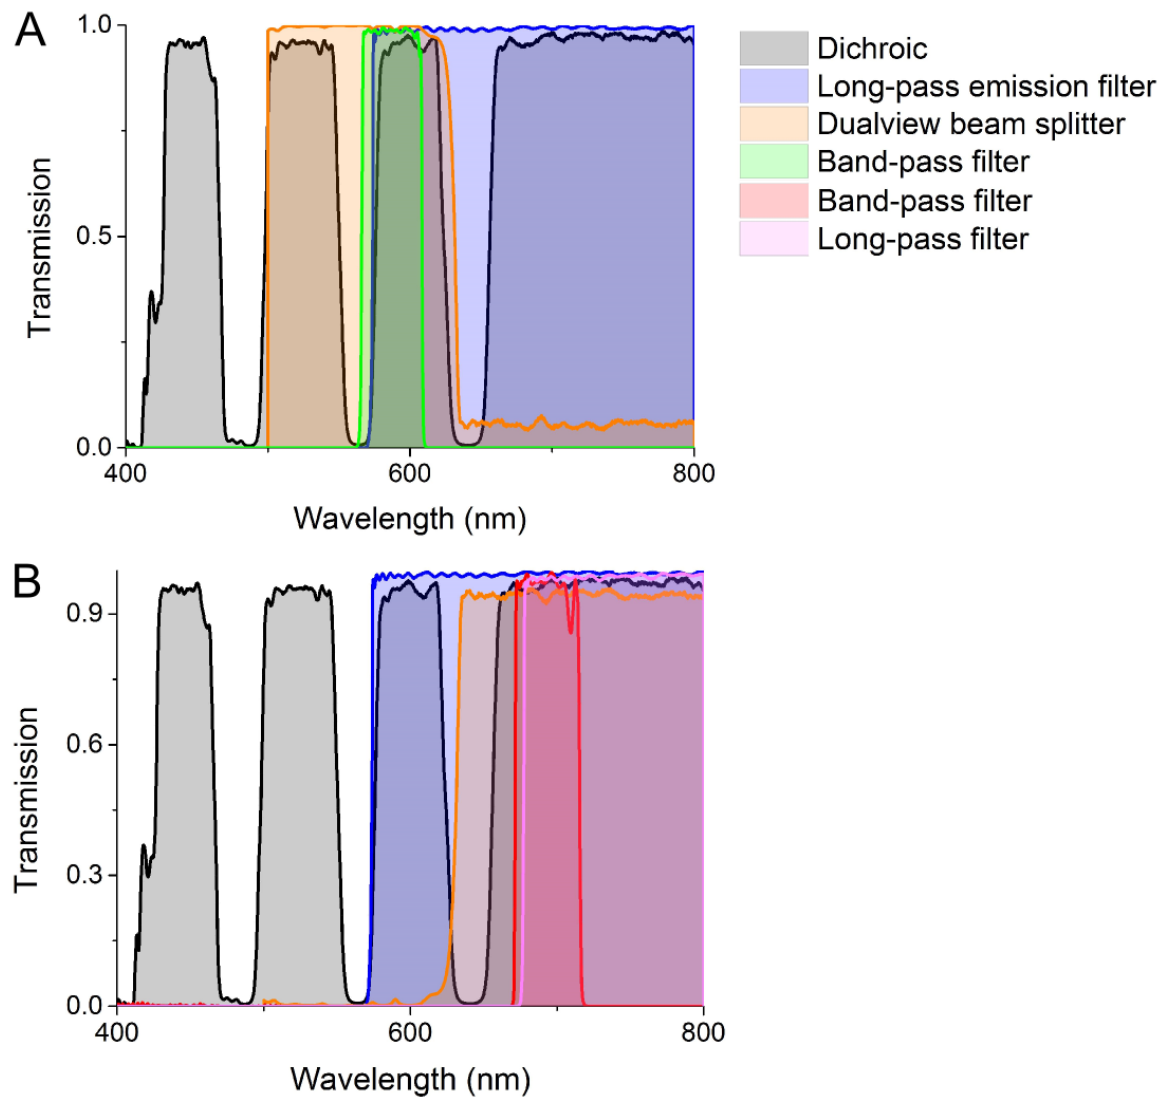 A
1.0
0.5
0.0
Transmission
400
600
800
Wavelength (nm)
Dichroic
Long-pass emission filter
Dualview beam splitter
Band-pass filter
Band-pass filter
Long-pass filter
B
0.9
0.6
0.3
0.0
Transmission
400
600
800
Wavelength (nm)